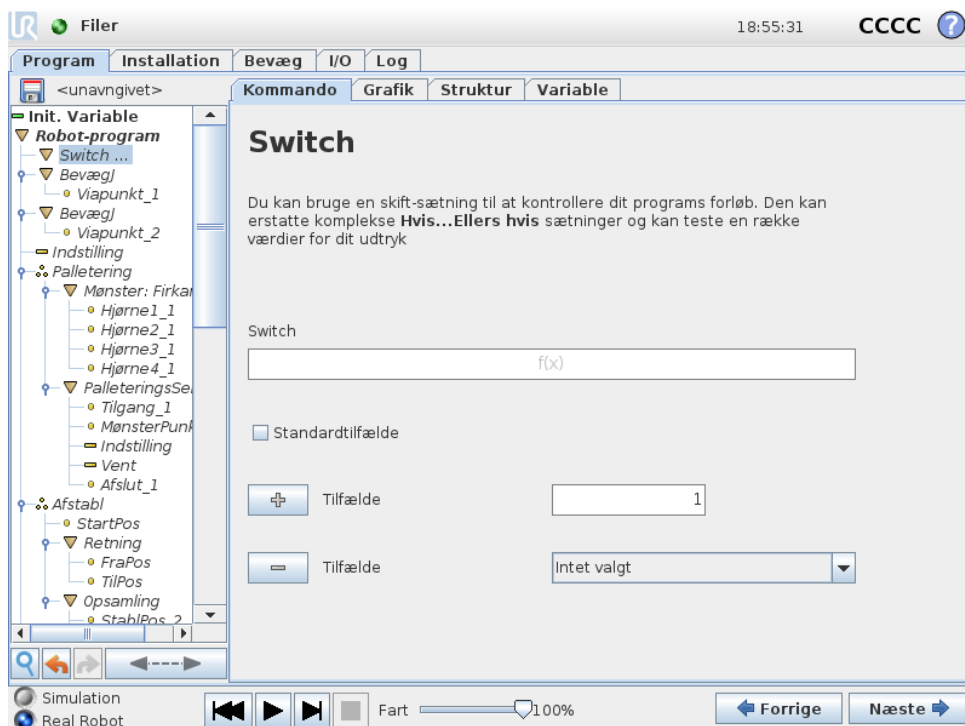 UR Filer 18:55:31 CCCC ?
Program Installation Bevæg I/O Log
<unavngivet>
Kommando Grafik Struktur Variable
Init. Variable
Robot-program
Switch ...
BevægJ
Viapunkt_1
BevægJ
Viapunkt_2
Indstilling
Palletering
Mønster: Firkan
Hjørne1_1
Hjørne2_1
Hjørne3_1
Hjørne4_1
PalleteringsSe
Tilgang_1
MønsterPunk
Indstilling
Vent
Afslut_1
Afstabl
StartPos
Retning
FraPos
TilPos
Opsamling
StablPos_2
Switch
Du kan bruge en skift-sætning til at kontrollere dit programs forløb. Den kan
erstatte komplekse Hvis...Ellers hvis sætninger og kan teste en række
værdier for dit udtryk
Switch
f(x)
Standardtilfælde
Tilfælde 1
Tilfælde Intet valgt
Simulation
Real Robot
Fart 100%
Forrige Næste